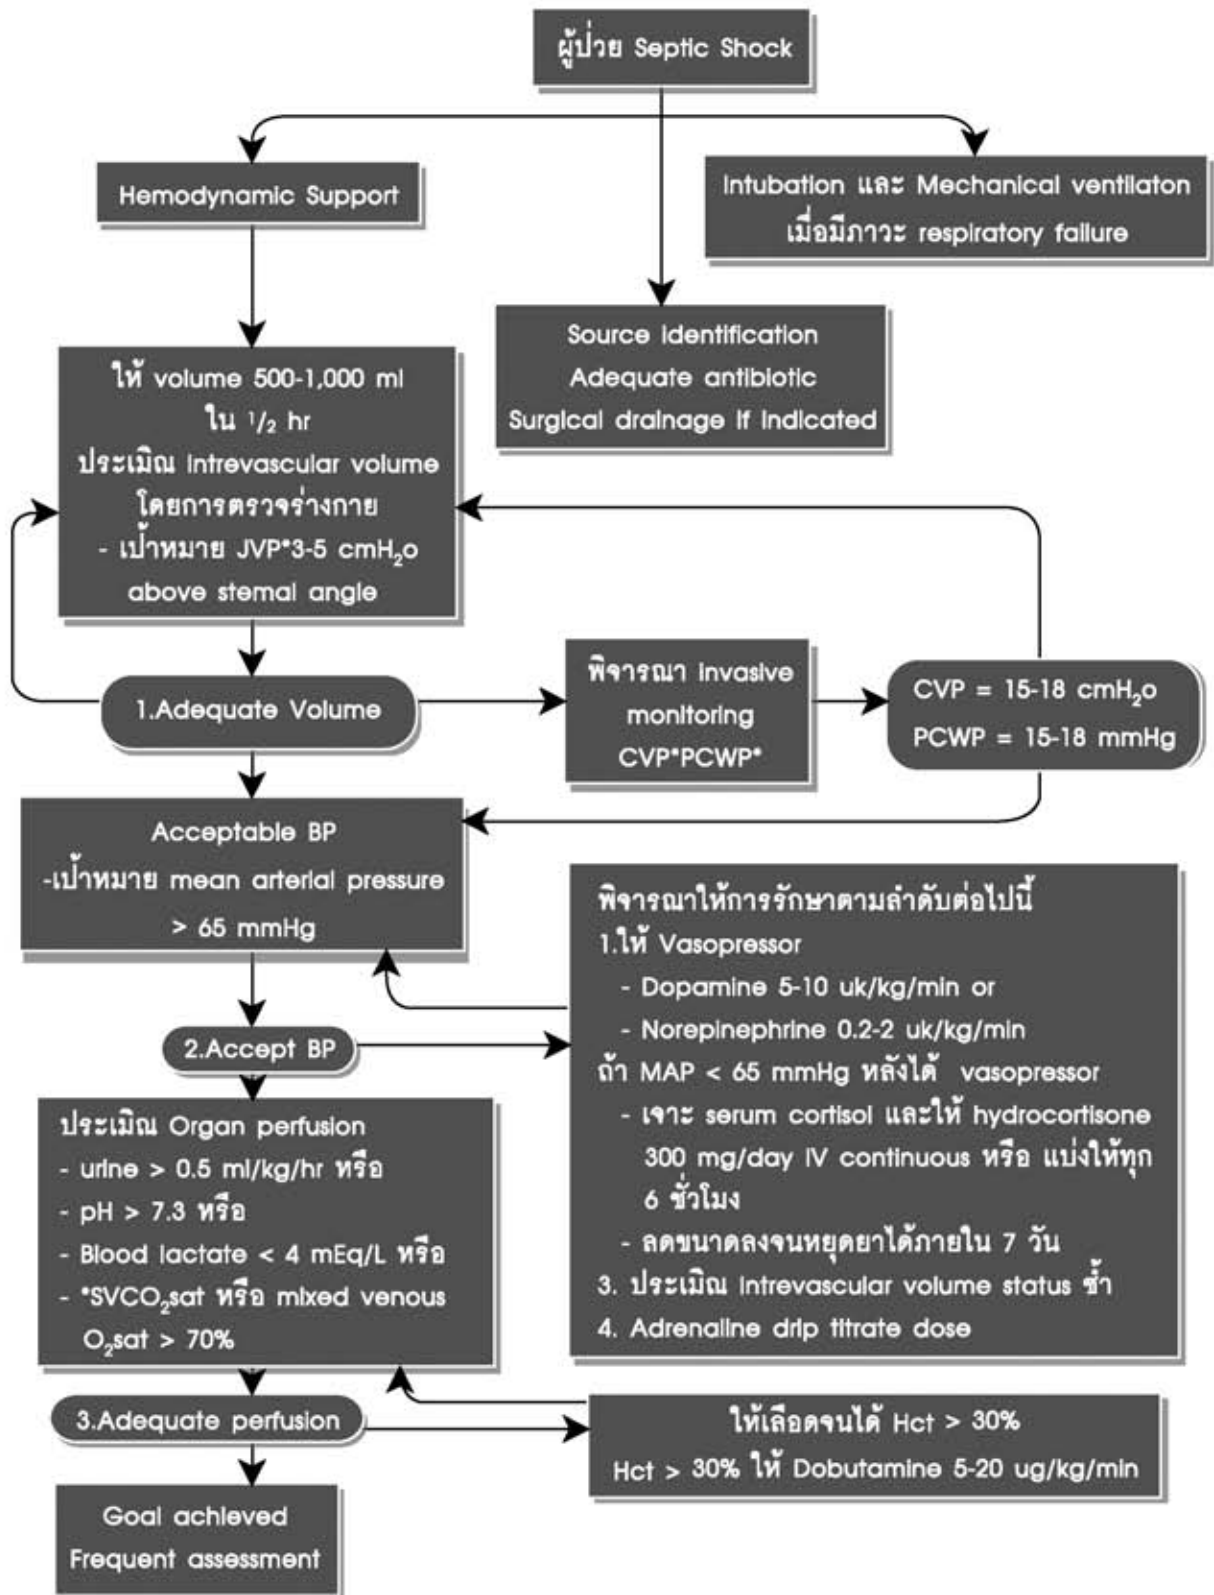 ผู้ป่วย Septic Shock
Hemodynamic Support
Intubation และ Mechanical ventilaton
เมื่อมีภาวะ respiratory failure
Source identification
Adequate antibiotic
Surgical drainage if indicated
ให้ volume 500-1,000 ml
ใน 1/2 hr
ประเมิณ intrevascular volume
โดยการตรวจร่างกาย
- เป้าหมาย JVP*3-5 cmH₂o
above stemal angle
1.Adequate Volume
พิจารณา invasive
monitoring
CVP*PCWP*
CVP = 15-18 cmH₂o
PCWP = 15-18 mmHg
Acceptable BP
-เป้าหมาย mean arterial pressure
> 65 mmHg
2.Accept BP
พิจารณาให้การรักษาตามลำดับต่อไปนี้
1.ให้ Vasopressor
- Dopamine 5-10 uk/kg/min or
- Norepinephrine 0.2-2 uk/kg/min
ถ้า MAP < 65 mmHg หลังได้ vasopressor
- เจาะ serum cortisol และให้ hydrocortisone
300 mg/day IV continuous หรือ แบ่งให้ทุก
6 ชั่วโมง
- ลดขนาดลงจนหยุดยาได้ภายใน 7 วัน
3. ประเมิณ Intrevascular volume status ซ้ำ
4. Adrenaline drip titrate dose
ประเมิณ Organ perfusion
- urine > 0.5 ml/kg/hr หรือ
- pH > 7.3 หรือ
- Blood lactate < 4 mEq/L หรือ
- *SVCO₂sat หรือ mixed venous
O₂sat > 70%
3.Adequate perfusion
ให้เลือดจนได้ Hct > 30%
Hct > 30% ให้ Dobutamine 5-20 ug/kg/min
Goal achieved
Frequent assessment